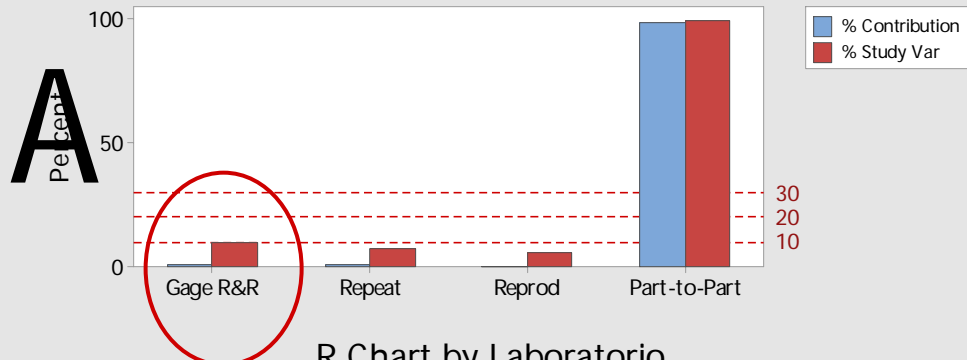 100
% Contribution
% Study Var
A
Percent
50
30
20
10
0
Gage R&R
Repeat
Reprod
Part-to-Part
R Chart by Laboratorio